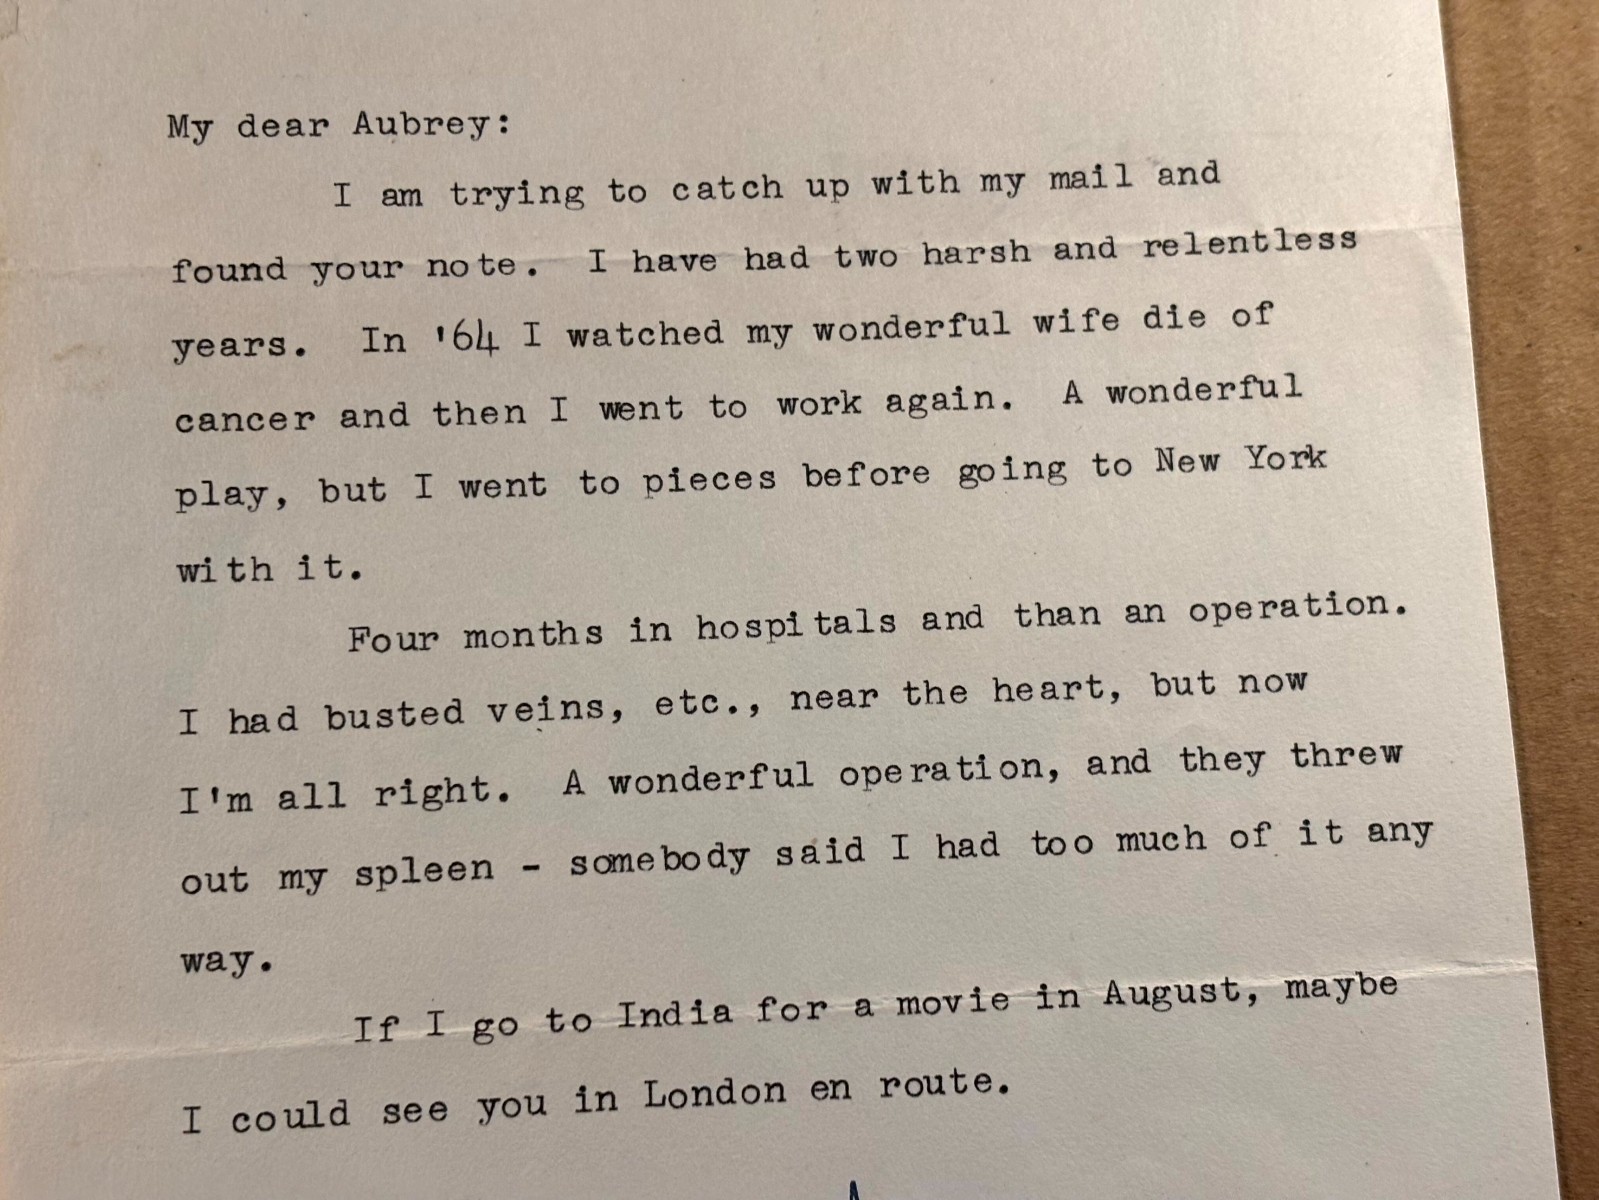 My dear Aubrey:
I am trying to catch up with my mail and
found your note. I have had two harsh and relentless
years. In '64 I watched my wonderful wife die of
cancer and then I went to work again. A wonderful
play, but I went to pieces before going to New York
with it.
Four months in hospitals and than an operation.
I had busted veins, etc., near the heart, but now
I'm all right. A wonderful operation, and they threw
out my spleen - somebody said I had too much of it any
way.
If I go to India for a movie in August, maybe
I could see you in London en route.